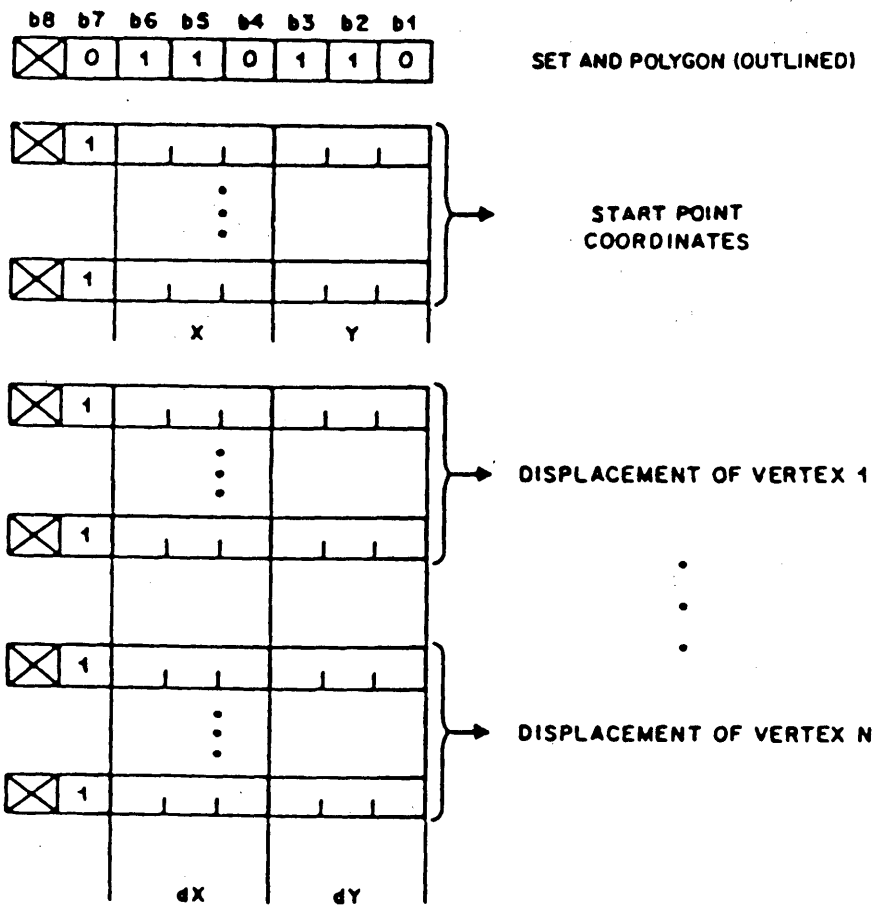 b8 b7 b6 b5 b4 b3 b2 b1
0 1 1 0 1 1 0 SET AND POLYGON (OUTLINED)
1
START POINT
COORDINATES
1
X Y
1
DISPLACEMENT OF VERTEX 1
1
1
DISPLACEMENT OF VERTEX N
1
dX dY